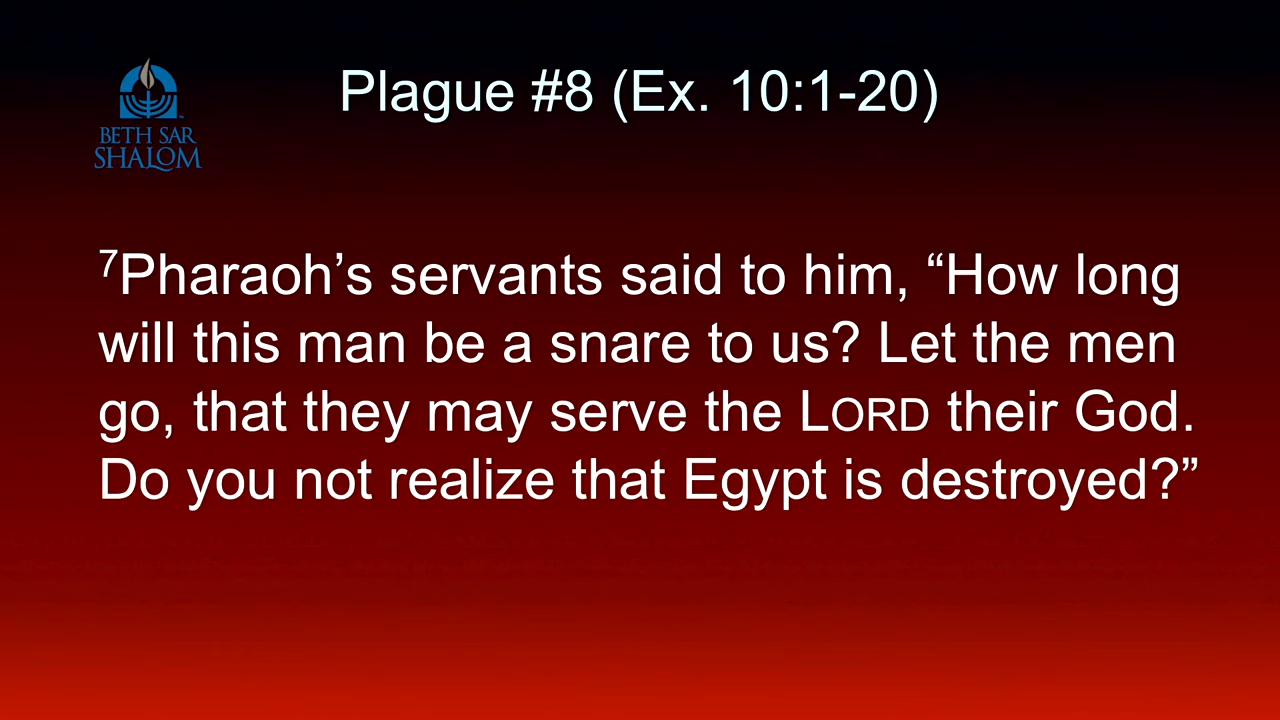 Plague #8 (Ex. 10:1-20)
BETH SAR
SHALOM
⁷Pharaoh’s servants said to him, “How long
will this man be a snare to us? Let the men
go, that they may serve the LORD their God.
Do you not realize that Egypt is destroyed?”